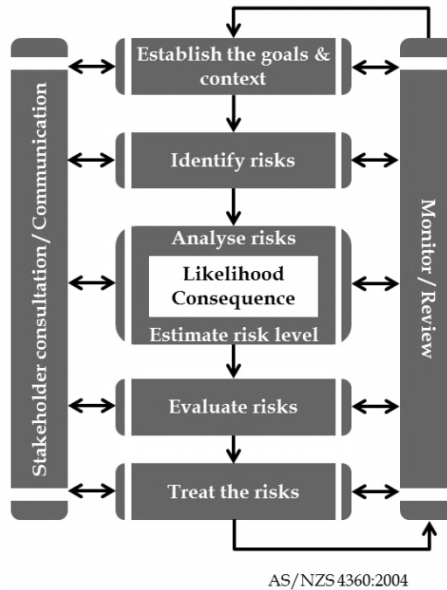 Establish the goals &
context
Identify risks
Analyse risks
Likelihood
Consequence
Estimate risk level
Evaluate risks
Treat the risks
Stakeholder consultation/ Communication
Monitor / Review
AS/NZS 4360:2004